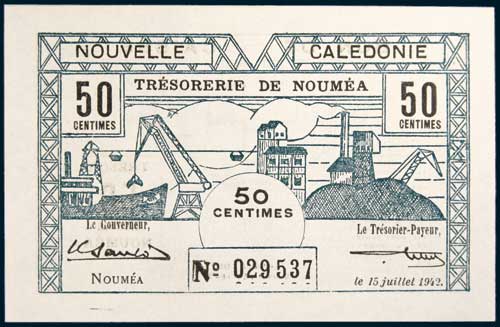 NOUVELLE CALEDONIE
50 CENTIMES
50 CENTIMES
TRÉSORERIE DE NOUMÉA
50
CENTIMES
Le Gouverneur,
Le Trésorier-Payeur,
Nº 029537
NOUMÉA
le 15 juillet 1942.